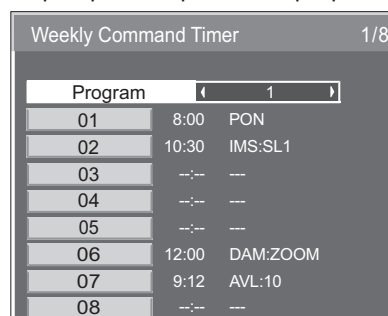 Weekly Command Timer 1/8
Program 1
01 8:00 PON
02 10:30 IMS:SL1
03 --:-- ---
04 --:-- ---
05 --:-- ---
06 12:00 DAM:ZOOM
07 9:12 AVL:10
08 --:-- ---